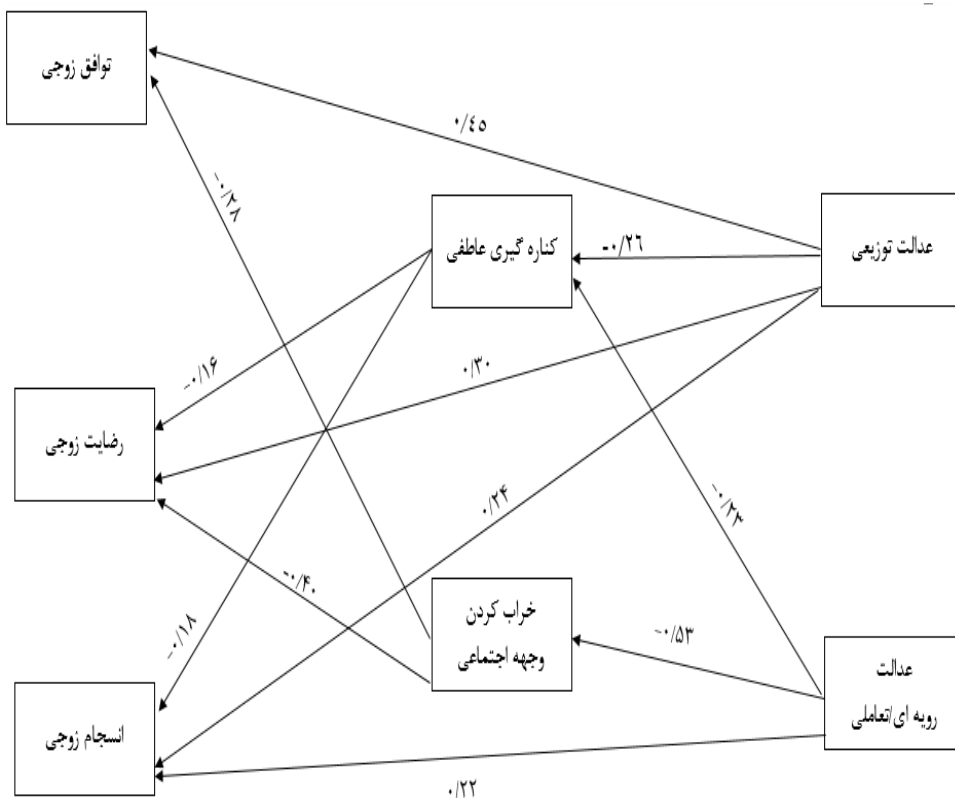 توافق زوجی
۰/٤٥
-۰/۲۸
عدالت توزیعی
کناره گیری عاطفی
-۰/۲٦
-۰/۱۶
۰/۳۰
رضایت زوجی
۰/۲۴
-۰/۲۳
-۰/۴۰
خراب کردن
وجهه اجتماعی
-۰/۵۳
-۰/۱۸
عدالت
رویه ای/تعاملی
انسجام زوجی
۰/۲۲